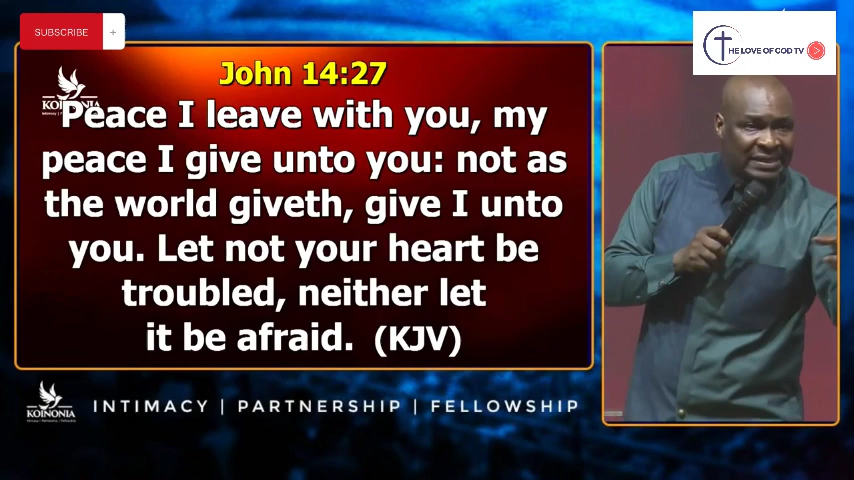 SUBSCRIBE +
THE LOVE OF GOD TV
John 14:27
KOINONIA
Peace I leave with you, my
peace I give unto you: not as
the world giveth, give I unto
you. Let not your heart be
troubled, neither let
it be afraid. (KJV)
KOINONIA
INTIMACY | PARTNERSHIP | FELLOWSHIP